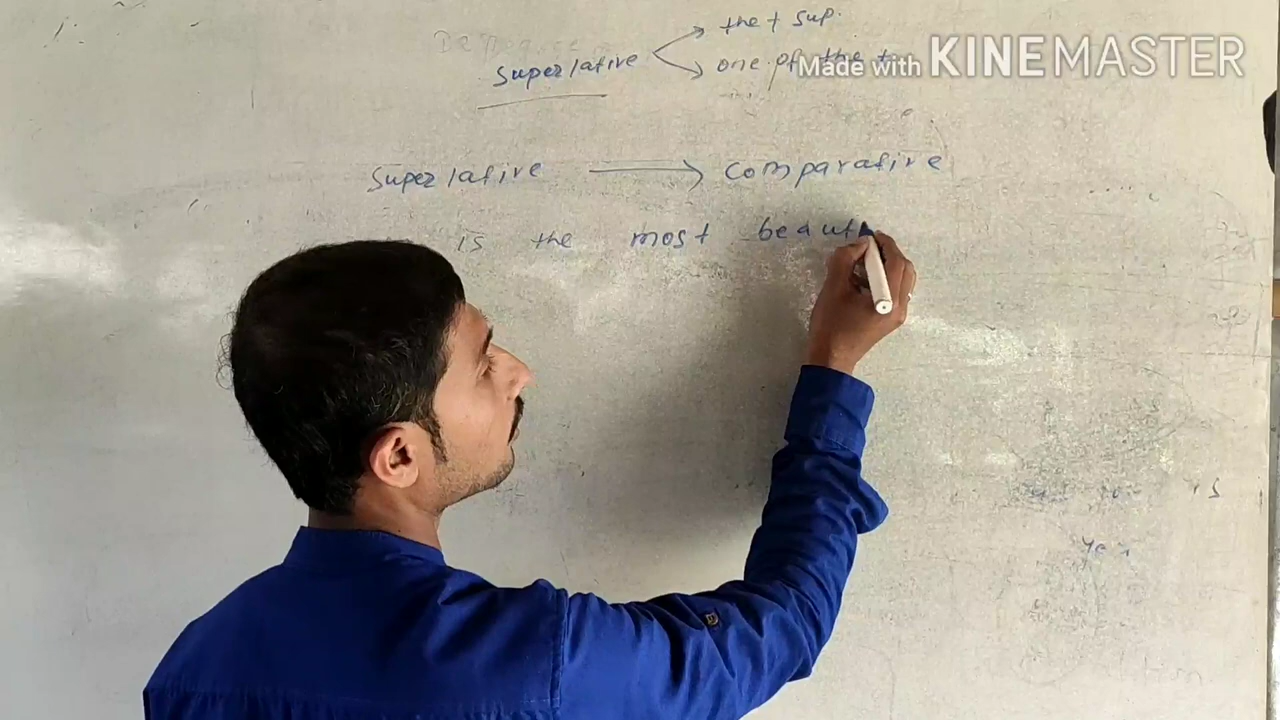 the + sup.
Superlative
one of the +
Made with KINEMASTER
Superlative → comparative
is the most beaut